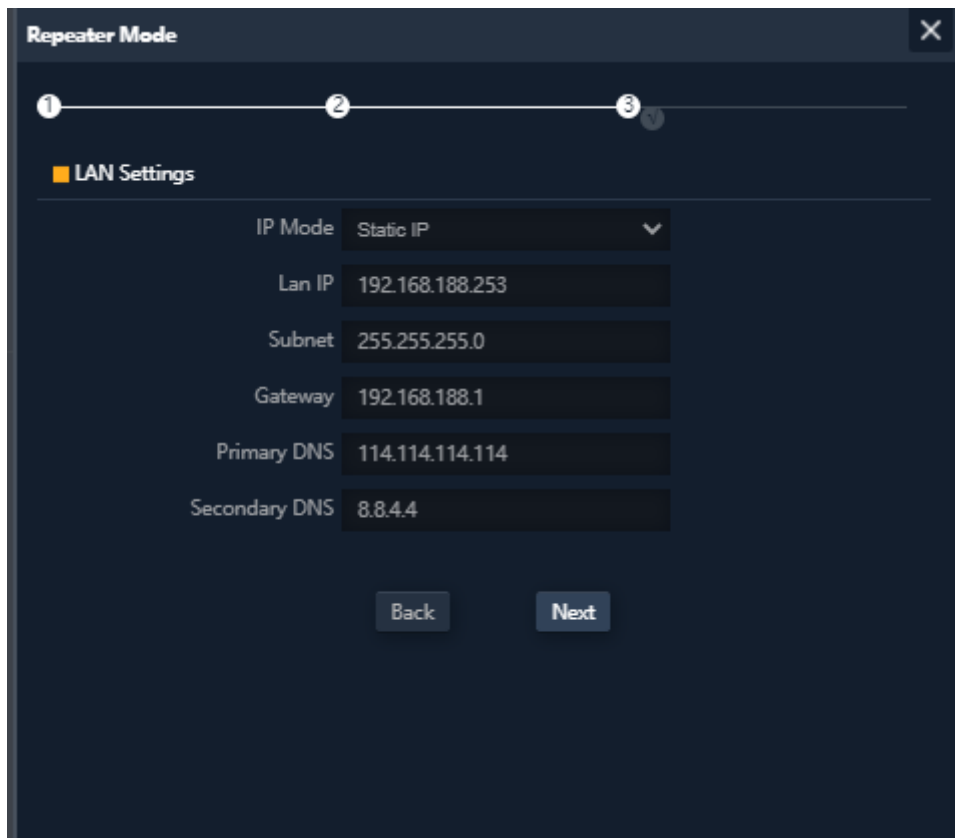 Repeater Mode
1 2 3
√
LAN Settings
IP Mode Static IP
Lan IP 192.168.188.253
Subnet 255.255.255.0
Gateway 192.168.188.1
Primary DNS 114.114.114.114
Secondary DNS 8.8.4.4
Back Next